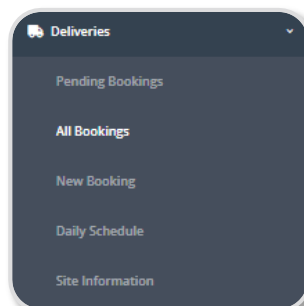 Deliveries
Pending Bookings
All Bookings
New Booking
Daily Schedule
Site Information